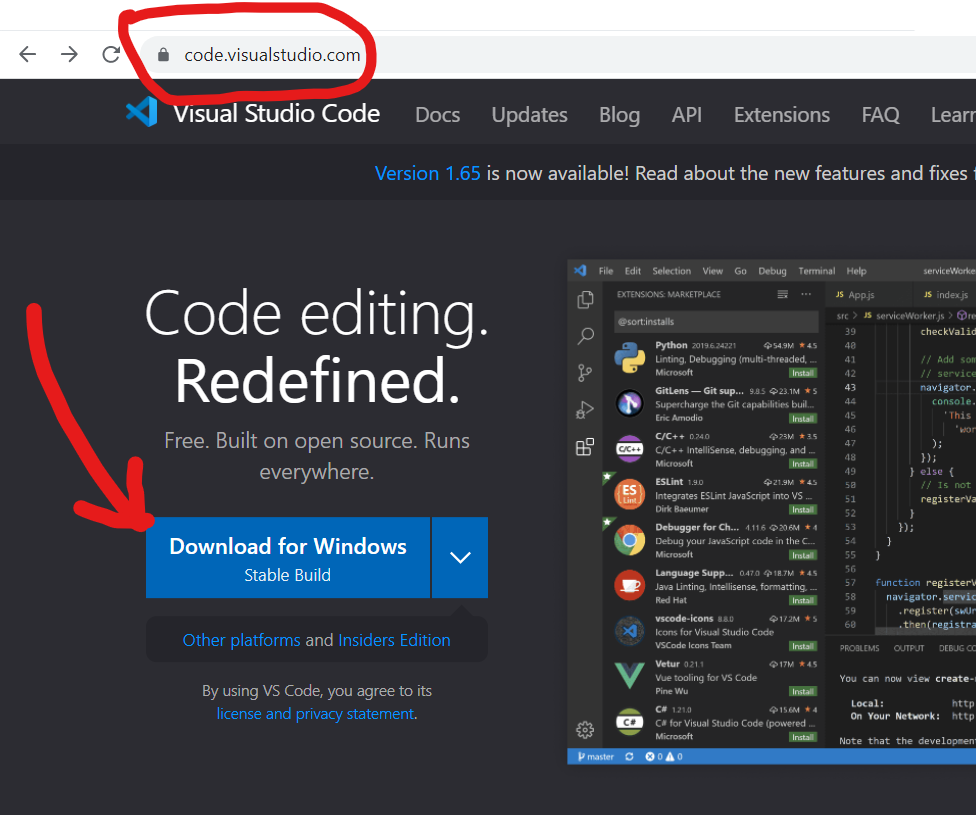 code.visualstudio.com
Visual Studio Code Docs Updates Blog API Extensions FAQ Learn
Version 1.65 is now available! Read about the new features and fixes
Code editing.
Redefined.
Free. Built on open source. Runs
everywhere.
Download for Windows
Stable Build
Other platforms and Insiders Edition
By using VS Code, you agree to its
license and privacy statement.
File Edit Selection View Go Debug Terminal Help serviceWorke
EXTENSIONS: MARKETPLACE
@sort:installs
Python 2019.6.24221 54.9M ★ 4.5
Linting, Debugging (multi-threaded, ...
Microsoft Install
GitLens — Git sup... 9.8.5 23.1M ★ 5
Supercharge the Git capabilities buil...
Eric Amodio Install
C/C++
C/C++ 0.24.0 23M ★ 3.5
C/C++ IntelliSense, debugging, and ...
Microsoft Install
ES
Lint
ESLint 1.9.0 21.9M ★ 4.5
Integrates ESLint JavaScript into VS ...
Dirk Baeumer Install
Debugger for Ch... 4.11.6 20.6M ★ 4
Debug your JavaScript code in the C...
Microsoft Install
Language Supp... 0.47.0 18.7M ★ 4.5
Java Linting, Intellisense, formatting, ...
Red Hat Install
vscode-icons 8.8.0 17.2M ★ 5
Icons for Visual Studio Code
VSCode Icons Team Install
Vetur 0.21.1 17M ★ 4.5
Vue tooling for VS Code
Pine Wu Install
C#
C# 1.21.0 15.6M ★ 4
C# for Visual Studio Code (powered ...
Microsoft Install
JS App.js JS index.js
src > JS serviceWorker.js > re
39 checkValid
40
41 // Add som
42 // service
43 navigator.
44 console.
45 'This
46 'wor
47 );
48 });
49 } else {
50 // Is not
51 registerVa
52 }
53 });
54 }
55 }
56
57 function registerV
58 navigator.servic
59 .register(swUr
60 .then(registra
PROBLEMS OUTPUT DEBUG CO
You can now view create-
Local: http
On Your Network: http
Note that the developmen
master 0 0